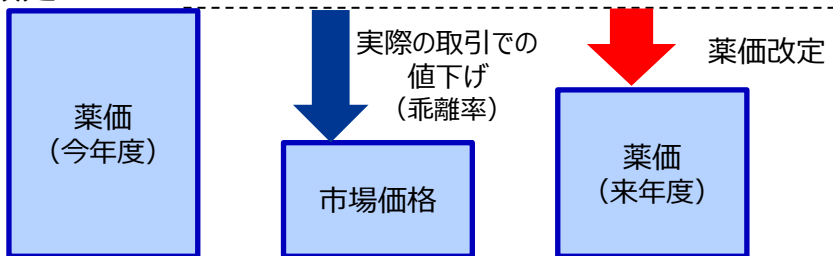 実際の取引での
値下げ
（乖離率）
薬価改定
薬価
（今年度）
市場価格
薬価
（来年度）